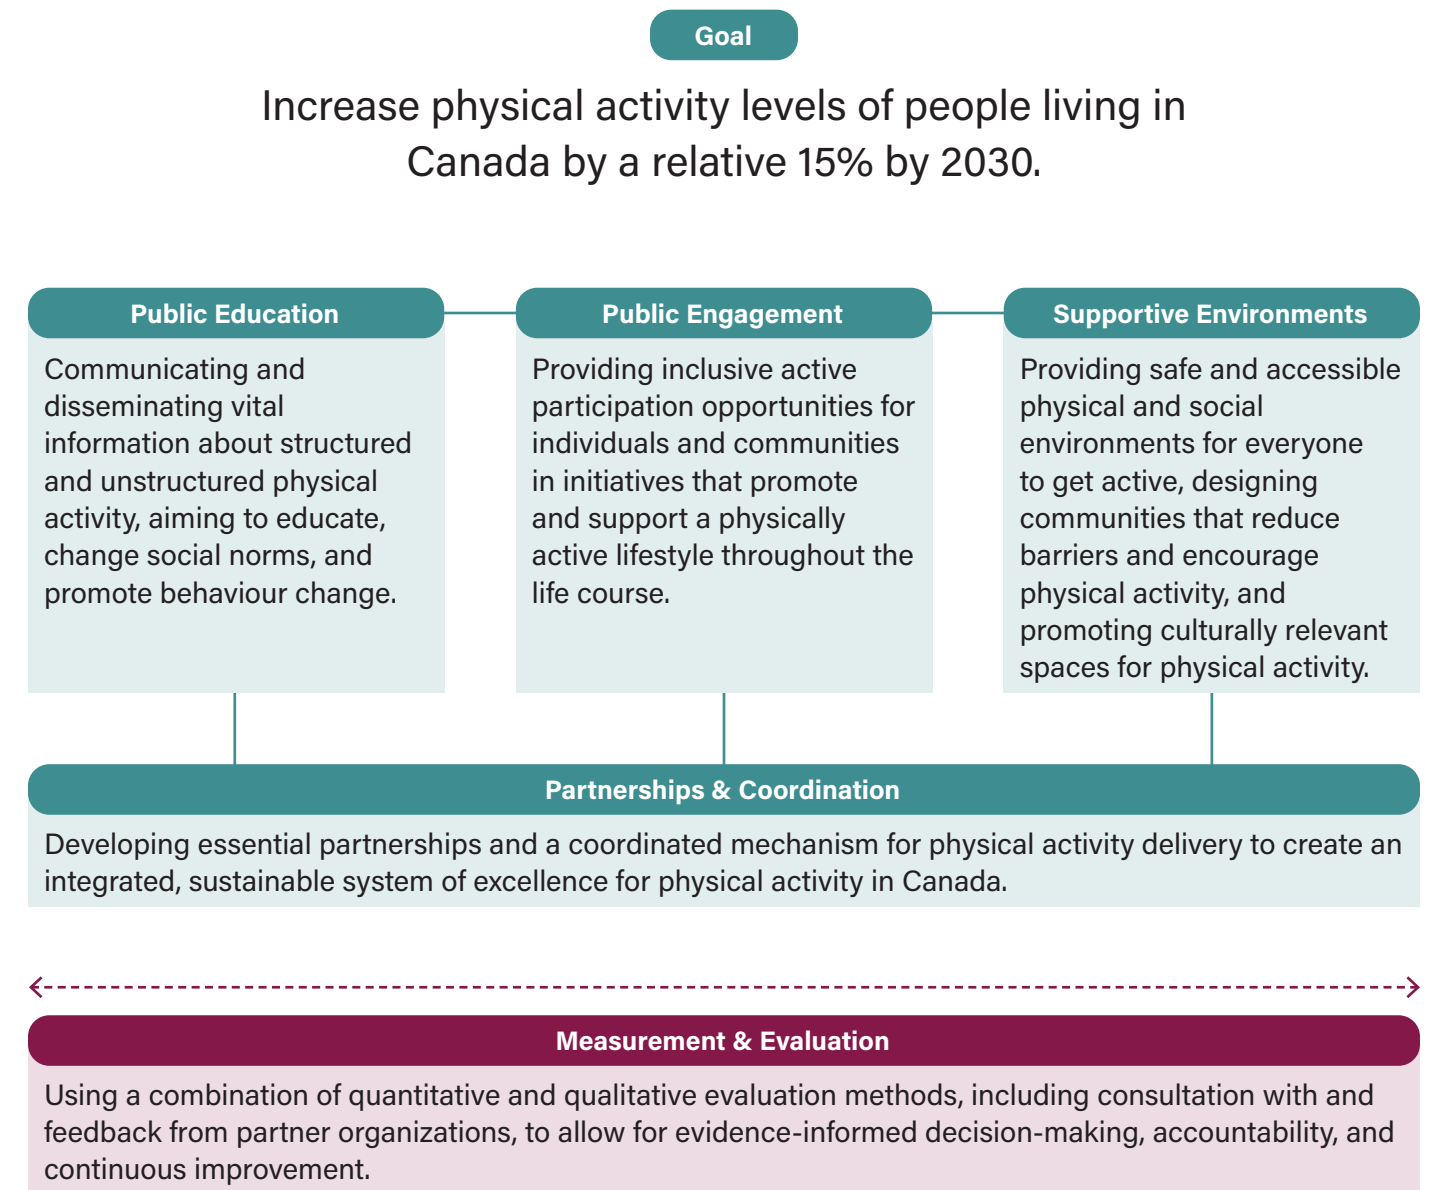 Goal
Increase physical activity levels of people living in
Canada by a relative 15% by 2030.
Public Education
Communicating and
disseminating vital
information about structured
and unstructured physical
activity, aiming to educate,
change social norms, and
promote behaviour change.
Public Engagement
Providing inclusive active
participation opportunities for
individuals and communities
in initiatives that promote
and support a physically
active lifestyle throughout the
life course.
Supportive Environments
Providing safe and accessible
physical and social
environments for everyone
to get active, designing
communities that reduce
barriers and encourage
physical activity, and
promoting culturally relevant
spaces for physical activity.
Partnerships & Coordination
Developing essential partnerships and a coordinated mechanism for physical activity delivery to create an
integrated, sustainable system of excellence for physical activity in Canada.
Measurement & Evaluation
Using a combination of quantitative and qualitative evaluation methods, including consultation with and
feedback from partner organizations, to allow for evidence-informed decision-making, accountability, and
continuous improvement.